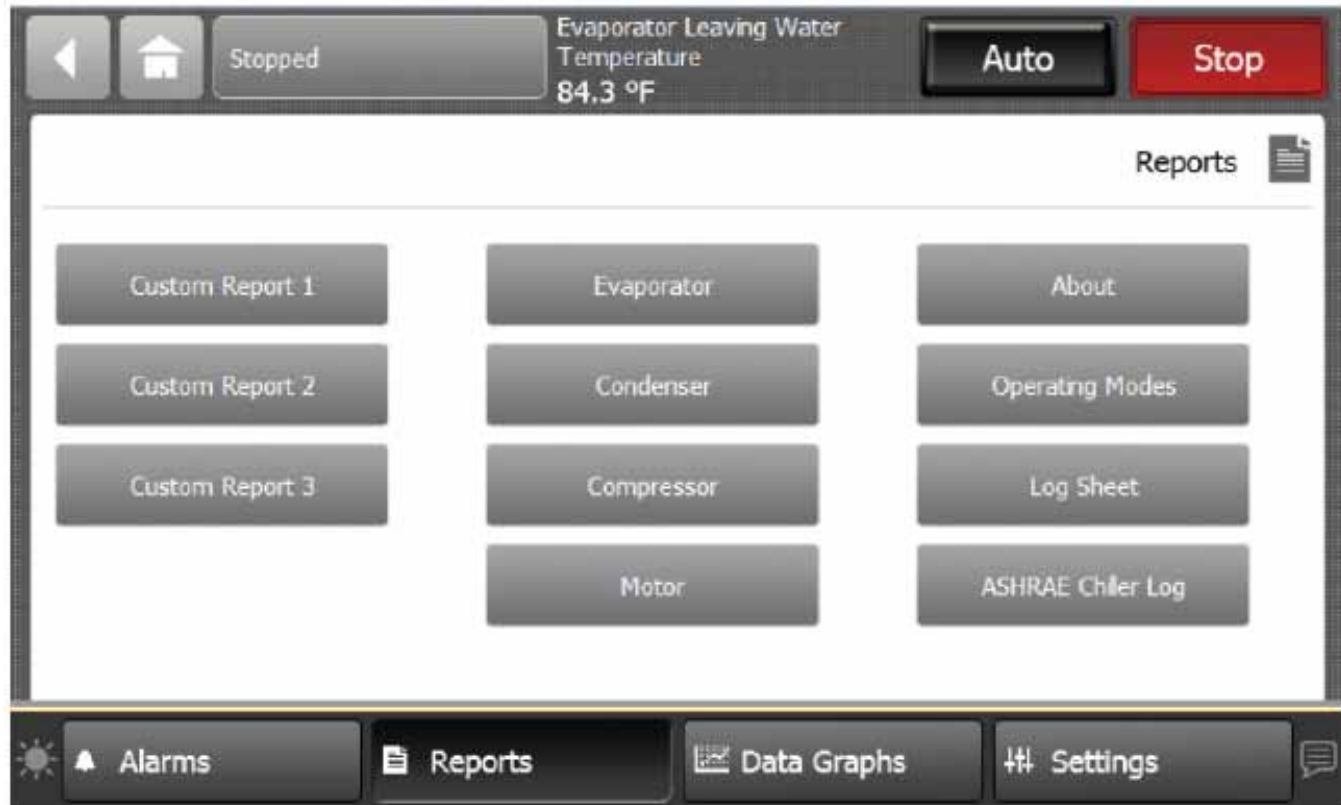 Stopped
Evaporator Leaving Water
Temperature
84.3 ºF
Auto
Stop
Reports
Custom Report 1
Evaporator
About
Custom Report 2
Condenser
Operating Modes
Custom Report 3
Compressor
Log Sheet
Motor
ASHRAE Chiller Log
Alarms
Reports
Data Graphs
Settings